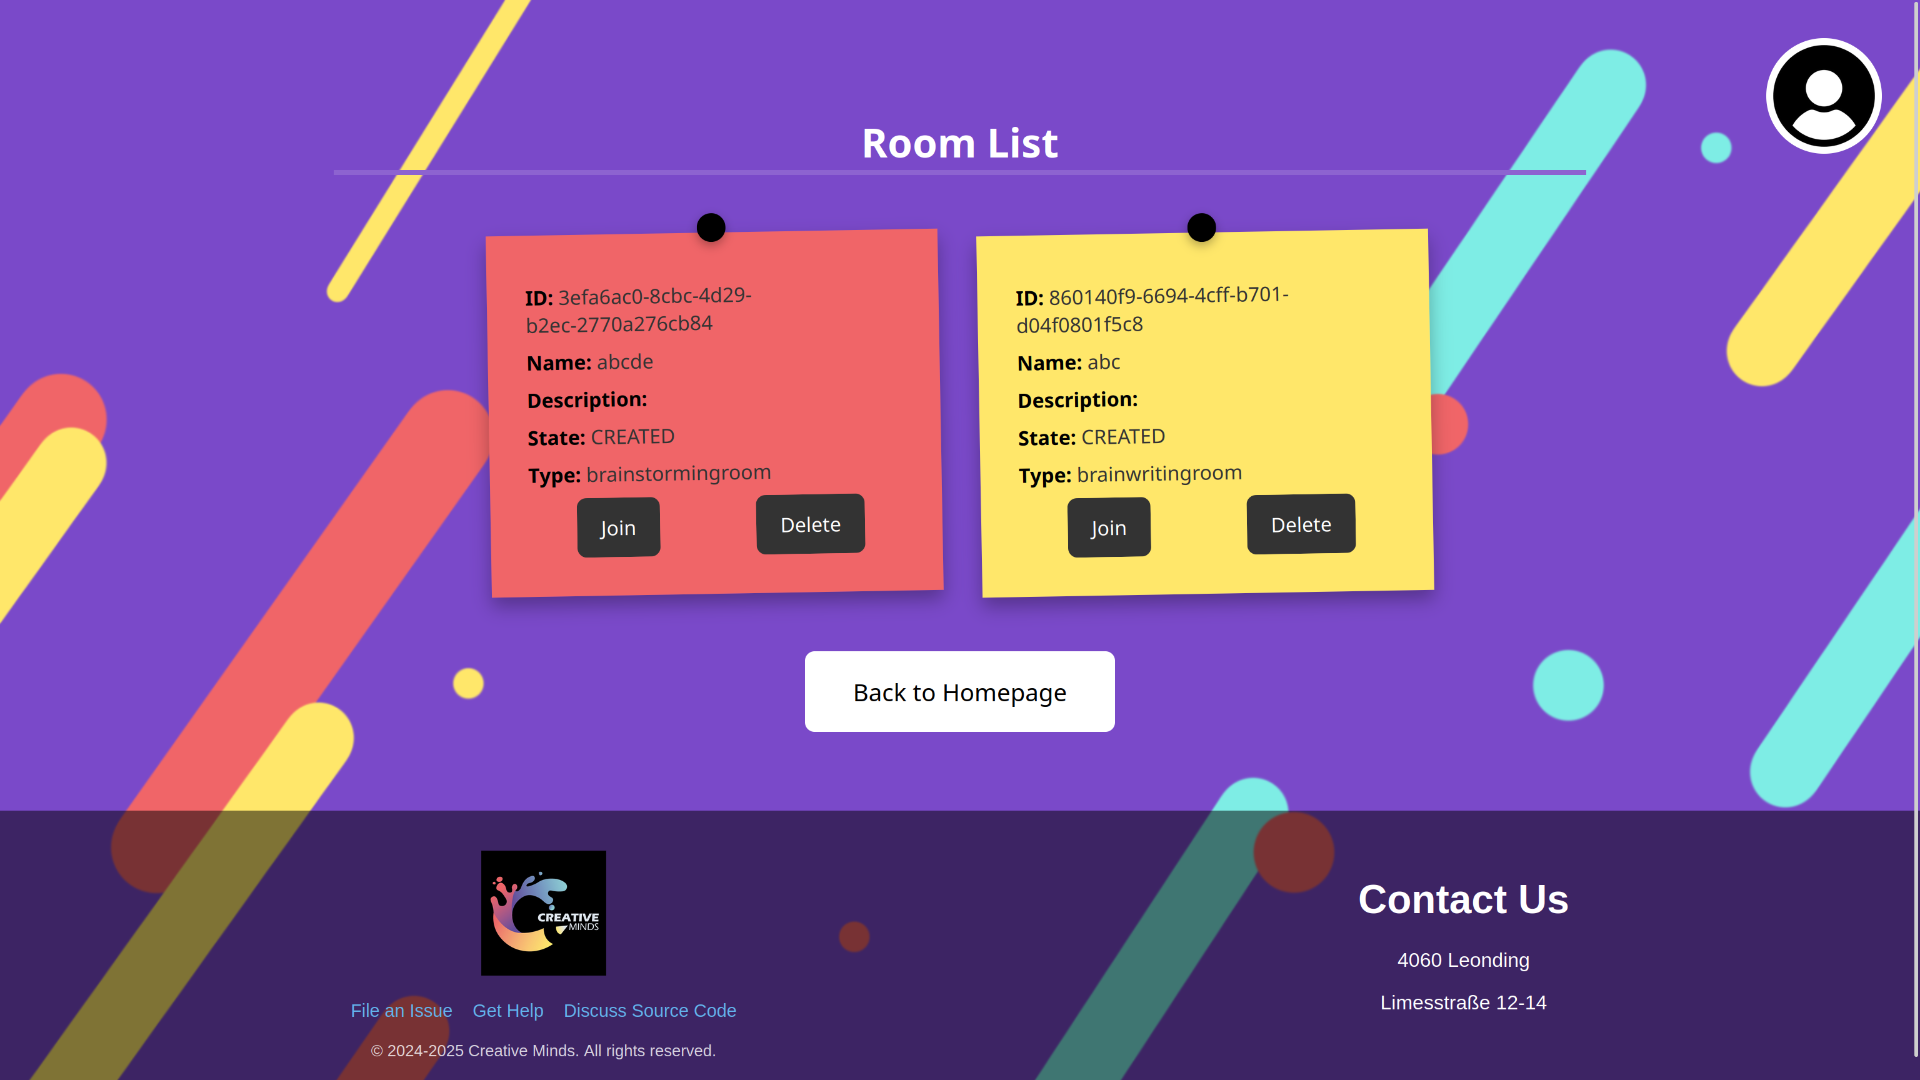 Room List
ID: 3efa6ac0-8cbc-4d29-
b2ec-2770a276cb84
Name: abcde
Description:
State: CREATED
Type: brainstormingroom
Join
Delete
ID: 860140f9-6694-4cff-b701-
d04f0801f5c8
Name: abc
Description:
State: CREATED
Type: brainwritingroom
Join
Delete
Back to Homepage
CREATIVE
MINDS
File an Issue
Get Help
Discuss Source Code
© 2024-2025 Creative Minds. All rights reserved.
Contact Us
4060 Leonding
Limesstraße 12-14